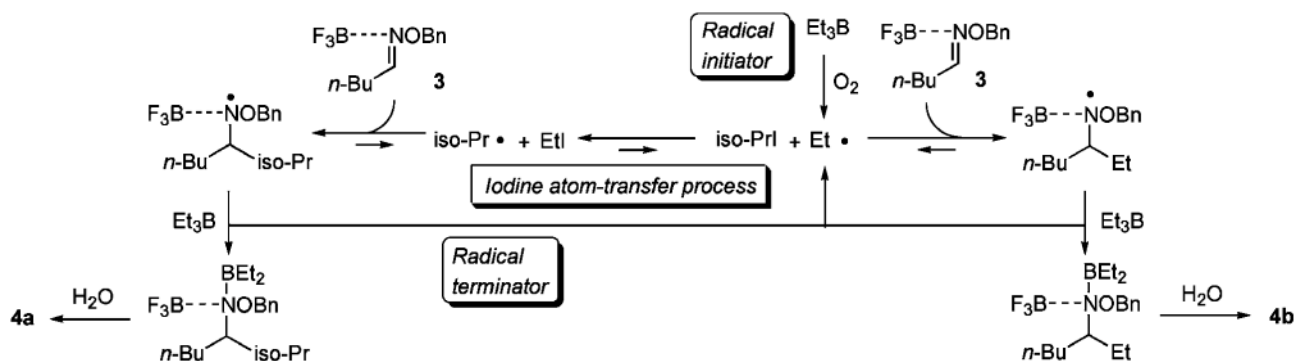 F₃B---NOBn
n-Bu
3
Radical
initiator
Et₃B
O₂
F₃B---NOBn
n-Bu
3
F₃B---NOBn
n-Bu
iso-Pr
iso-Pr • + EtI
iso-PrI + Et •
F₃B---NOBn
n-Bu
Et
Iodine atom-transfer process
Et₃B
Et₃B
Radical
terminator
BEt₂
F₃B---NOBn
n-Bu
iso-Pr
H₂O
4a
BEt₂
F₃B---NOBn
n-Bu
Et
H₂O
4b